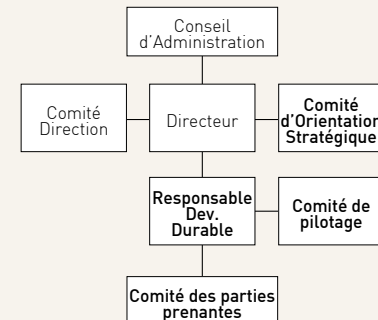 Conseil
d'Administration
Comité
Direction
Directeur
Comité
d'Orientation
Stratégique
Responsable
Dev.
Durable
Comité de
pilotage
Comité des parties
prenantes